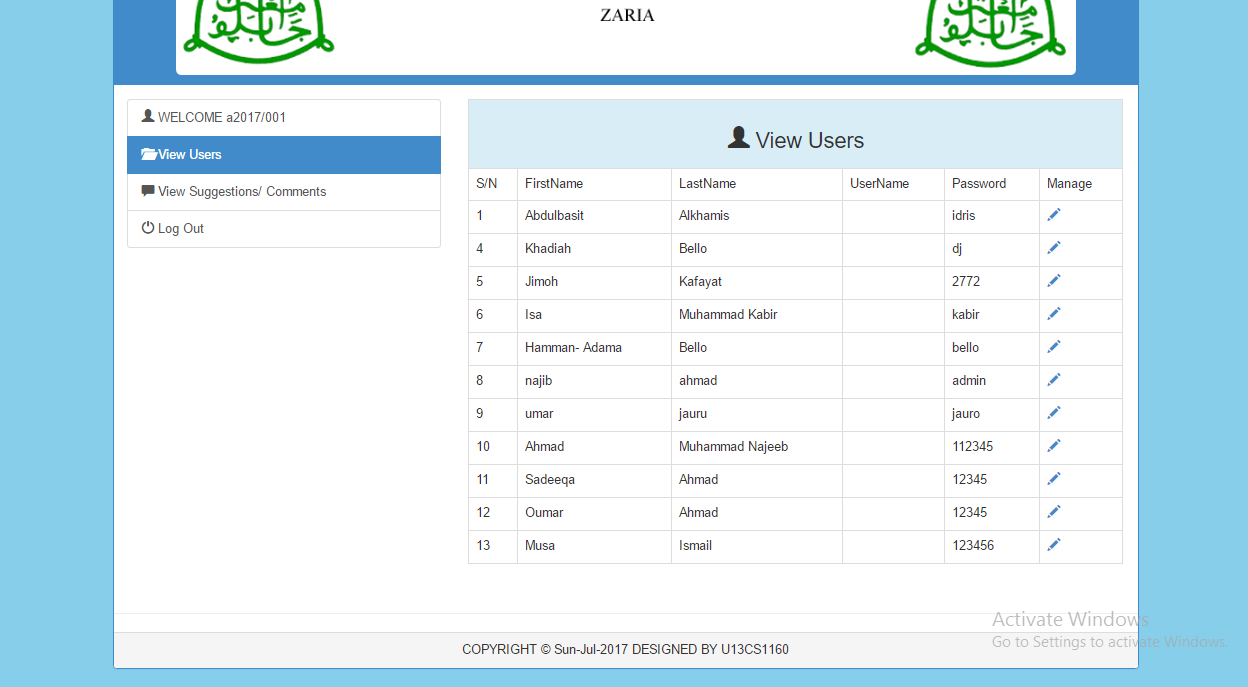 ZARIA
WELCOME a2017/001
View Users
View Suggestions/ Comments
Log Out
View Users
S/N FirstName LastName UserName Password Manage
1 Abdulbasit Alkhamis idris
4 Khadiah Bello dj
5 Jimoh Kafayat 2772
6 Isa Muhammad Kabir kabir
7 Hamman- Adama Bello bello
8 najib ahmad admin
9 umar jauru jauro
10 Ahmad Muhammad Najeeb 112345
11 Sadeeqa Ahmad 12345
12 Oumar Ahmad 12345
13 Musa Ismail 123456
Activate Windows
Go to Settings to activate Windows.
COPYRIGHT © Sun-Jul-2017 DESIGNED BY U13CS1160